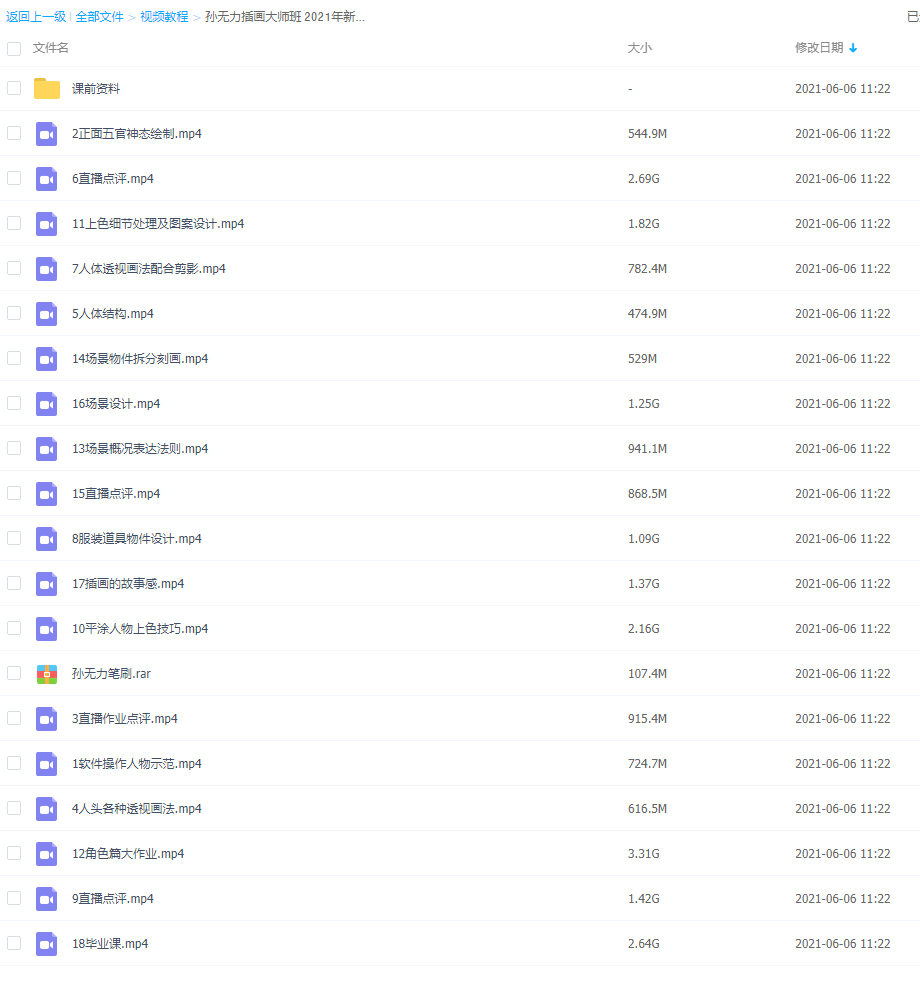 返回上一级 | 全部文件 > 视频教程 > 孙无力插画大师班 2021年新...
文件名 大小 修改日期
课前资料 - 2021-06-06 11:22
2正面五官神态绘制.mp4 544.9M 2021-06-06 11:22
6直播点评.mp4 2.69G 2021-06-06 11:22
11上色细节处理及图案设计.mp4 1.82G 2021-06-06 11:22
7人体透视画法配合剪影.mp4 782.4M 2021-06-06 11:22
5人体结构.mp4 474.9M 2021-06-06 11:22
14场景物件拆分刻画.mp4 529M 2021-06-06 11:22
16场景设计.mp4 1.25G 2021-06-06 11:22
13场景概况表达法则.mp4 941.1M 2021-06-06 11:22
15直播点评.mp4 868.5M 2021-06-06 11:22
8服装道具物件设计.mp4 1.09G 2021-06-06 11:22
17插画的故事感.mp4 1.37G 2021-06-06 11:22
10平涂人物上色技巧.mp4 2.16G 2021-06-06 11:22
孙无力笔刷.rar 107.4M 2021-06-06 11:22
3直播作业点评.mp4 915.4M 2021-06-06 11:22
1软件操作人物示范.mp4 724.7M 2021-06-06 11:22
4人头各种透视画法.mp4 616.5M 2021-06-06 11:22
12角色篇大作业.mp4 3.31G 2021-06-06 11:22
9直播点评.mp4 1.42G 2021-06-06 11:22
18毕业课.mp4 2.64G 2021-06-06 11:22